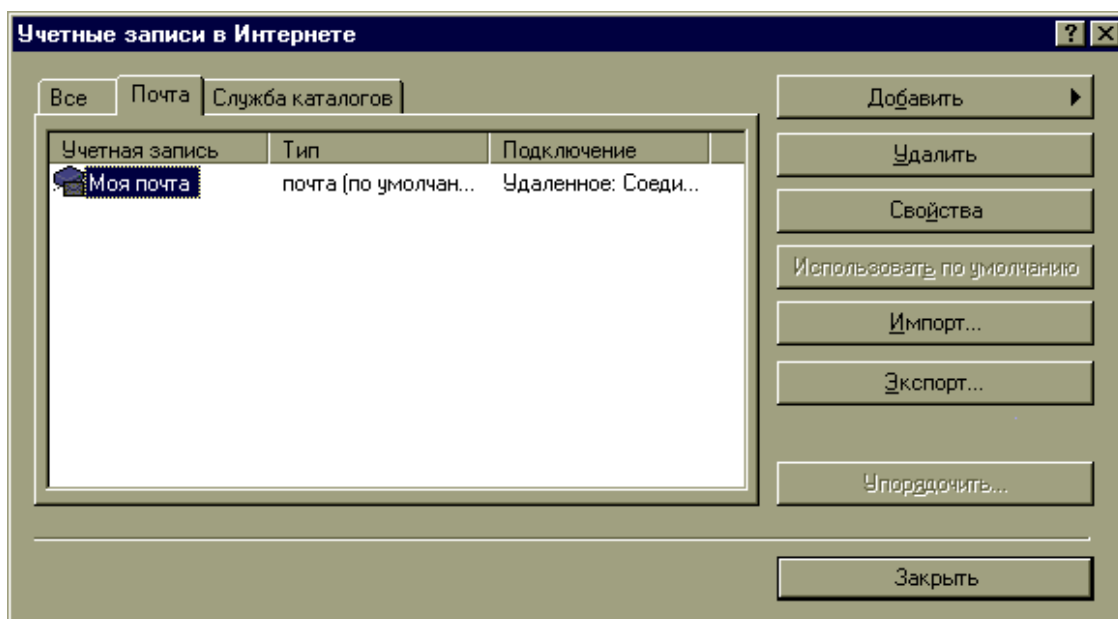 Учетные записи в Интернете
Все Почта Служба каталогов
Учетная запись Тип Подключение
Моя почта почта (по умолчан... Удаленное: Соеди...
Добавить
Удалить
Свойства
Использовать по умолчанию
Импорт...
Экспорт...
Упорядочить...
Закрыть